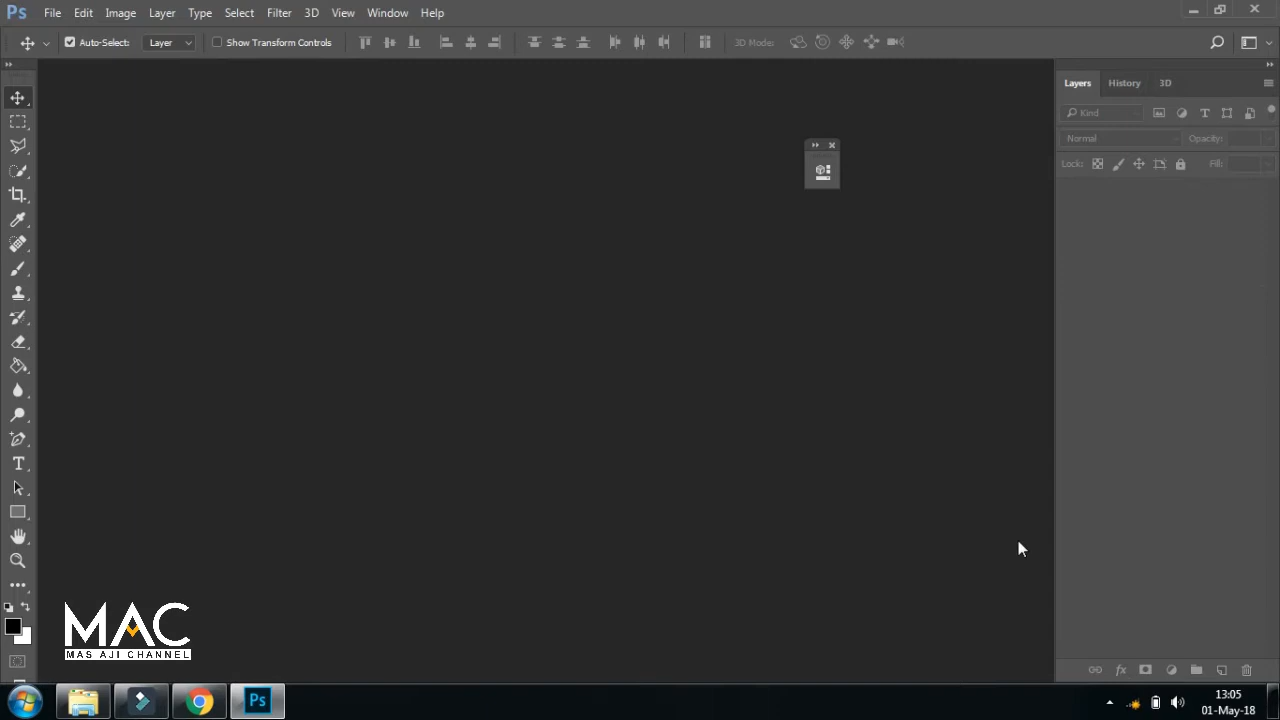 Ps File Edit Image Layer Type Select Filter 3D View Window Help
Auto-Select: Layer Show Transform Controls 3D Mode:
Layers History 3D
Kind
Normal Opacity:
Lock: Fill:
MAC
MAS AJI CHANNEL
Ps
13:05
01-May-18